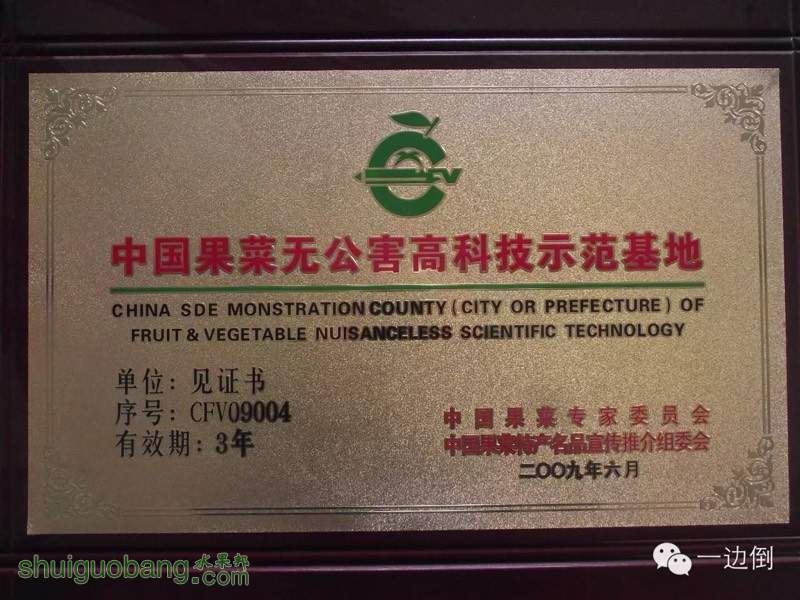 CFV
中国果菜无公害高科技示范基地
CHINA SDE MONSTRATION COUNTY (CITY OR PREFECTURE) OF
FRUIT & VEGETABLE NUISANCELESS SCIENTIFIC TECHNOLOGY
单位: 见证书
序号: CFV09004
有效期: 3年
中国果菜专家委员会
中国果菜特产名品宣传推介组委会
二〇〇九年六月
shuiguobang.com
水果邦
一边倒